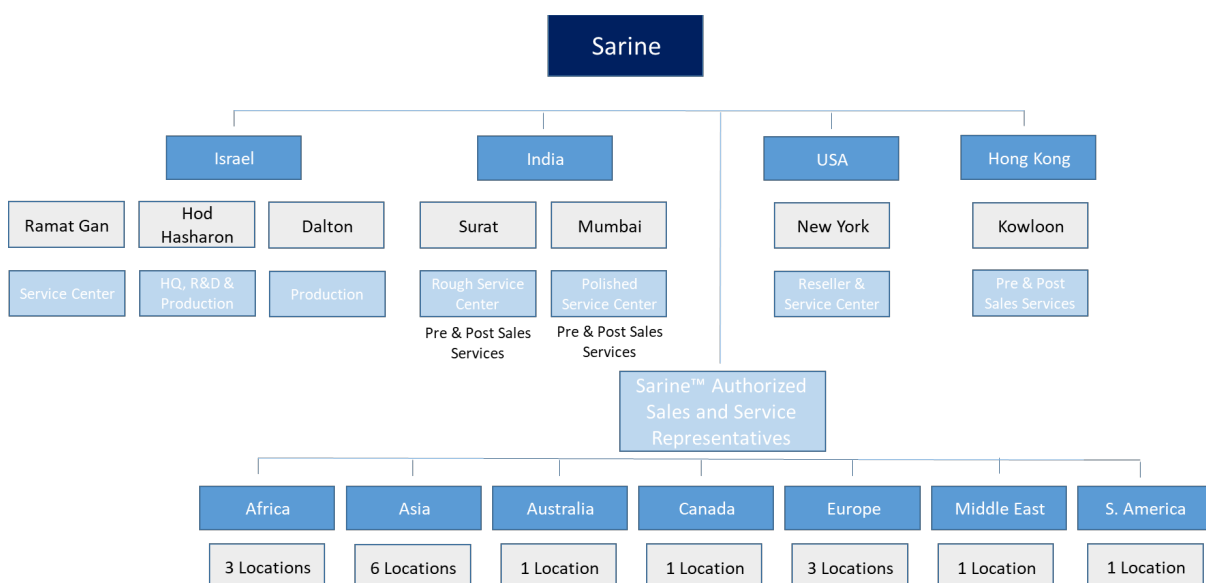 Sarine
Israel
India
USA
Hong Kong
Ramat Gan
Hod
Hasharon
Dalton
Surat
Mumbai
New York
Kowloon
Service Center
HQ, R&D &
Production
Production
Rough Service
Center
Polished
Service Center
Reseller &
Service Center
Pre & Post
Sales Services
Pre & Post Sales
Services
Pre & Post Sales
Services
Sarine™ Authorized
Sales and Service
Representatives
Africa
Asia
Australia
Canada
Europe
Middle East
S. America
3 Locations
6 Locations
1 Location
1 Location
3 Locations
1 Location
1 Location